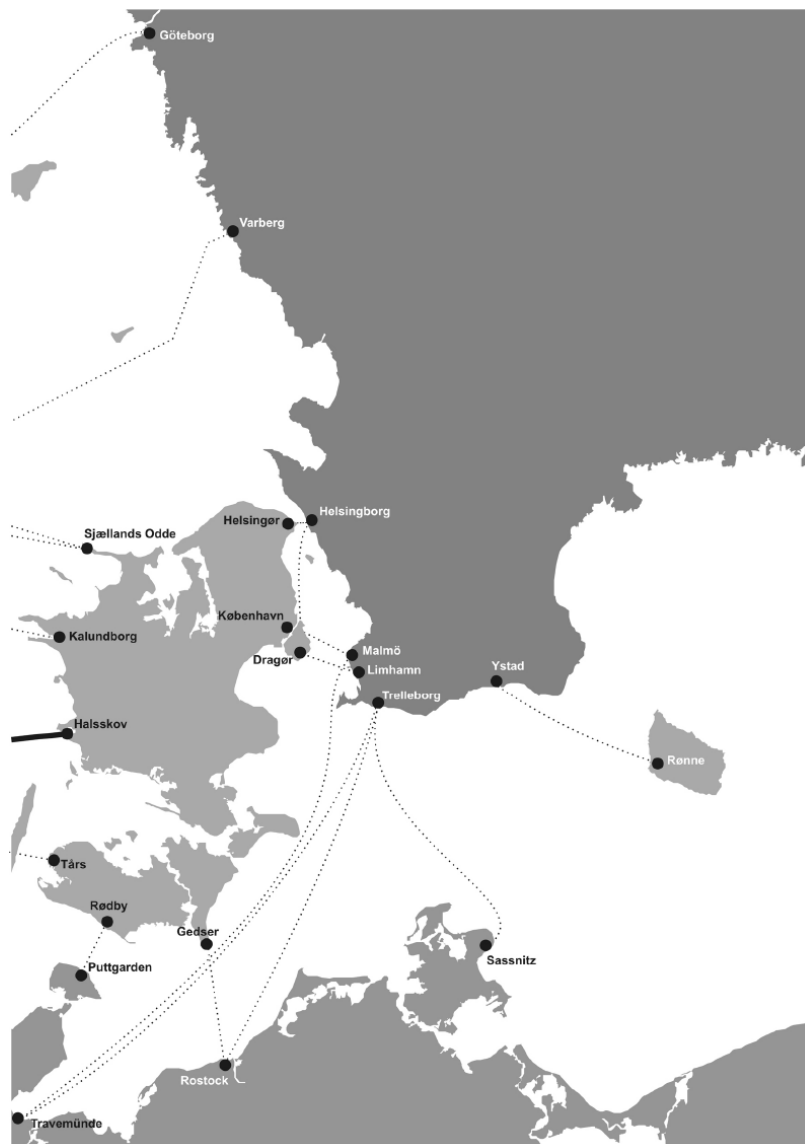 Göteborg
Varberg
Helsingborg
Helsingør
Sjællands Odde
København
Kalundborg
Malmö
Dragør
Limhamn
Ystad
Trelleborg
Halsskov
Rønne
Tårs
Rødby
Gedser
Sassnitz
Puttgarden
Rostock
Travemünde